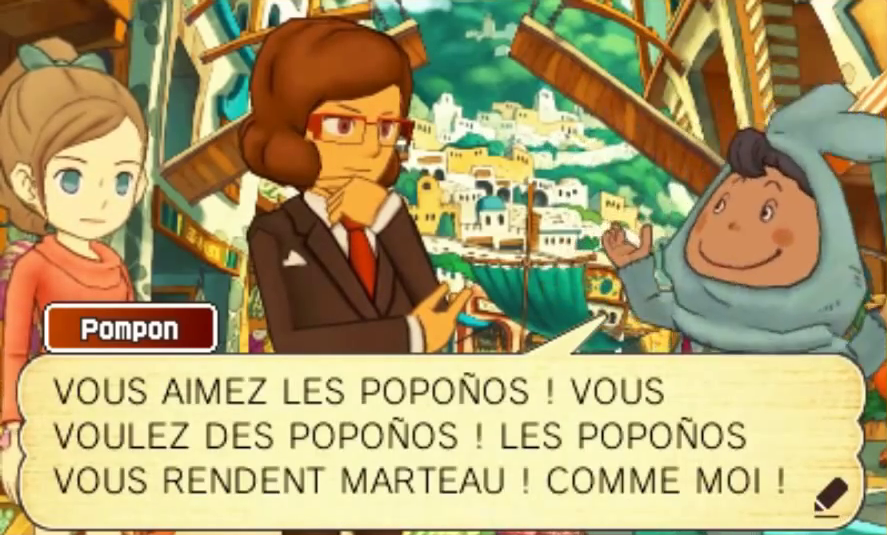 Pompon
VOUS AIMEZ LES POPOÑOS ! VOUS
VOULEZ DES POPOÑOS ! LES POPOÑOS
VOUS RENDENT MARTEAU ! COMME MOI !